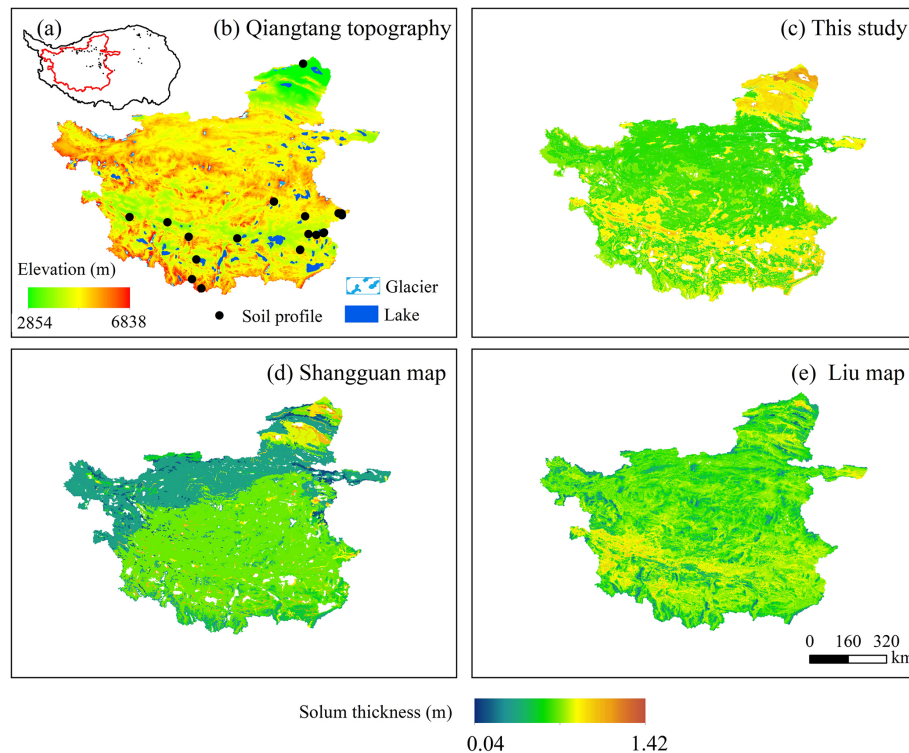 (a)
(b) Qiangtang topography
(c) This study
Elevation (m)
2854 6838
Soil profile
Glacier
Lake
(d) Shangguan map
(e) Liu map
0 160 320
km
Solum thickness (m)
0.04 1.42